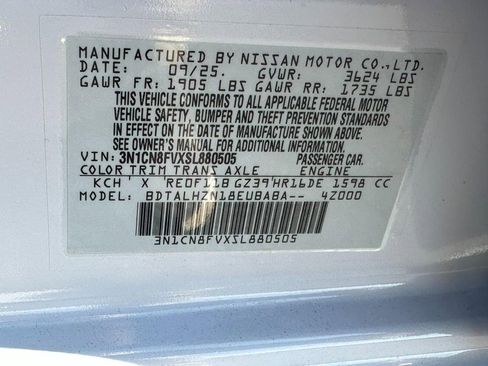 MANUFACTURED BY NISSAN MOTOR CO., LTD.
DATE: 09/25. GVWR: 3624 LBS
GAWR FR: 1905 LBS GAWR RR: 1735 LBS
THIS VEHICLE CONFORMS TO ALL APPLICABLE FEDERAL MOTOR
VEHICLE SAFETY, BUMPER, AND THEFT PREVENTION STANDARDS
IN EFFECT ON THE DATE OF MANUFACTURE SHOWN ABOVE.
SEE OWNER'S MANUAL FOR ADDITIONAL INFORMATION
VIN: 3N1CN8FVXSL880505 PASSENGER CAR.
COLOR TRIM TRANS AXLE ENGINE
KCH X RE0F11B GZ39 HR16DE 1598 CC
MODEL: BDTALHZN18EUBABA-- 4Z000
3N1CN8FVXSL880505